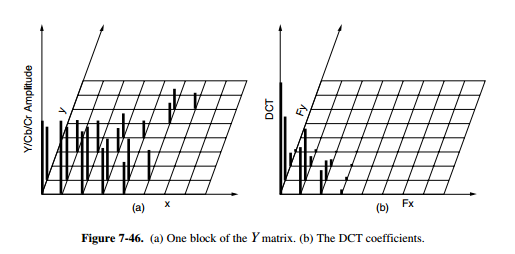 Y/Cb/Cr Amplitude
y
(a)
x
DCT
Fy
(b)
Fx
Figure 7-46. (a) One block of the Y matrix. (b) The DCT coefficients.